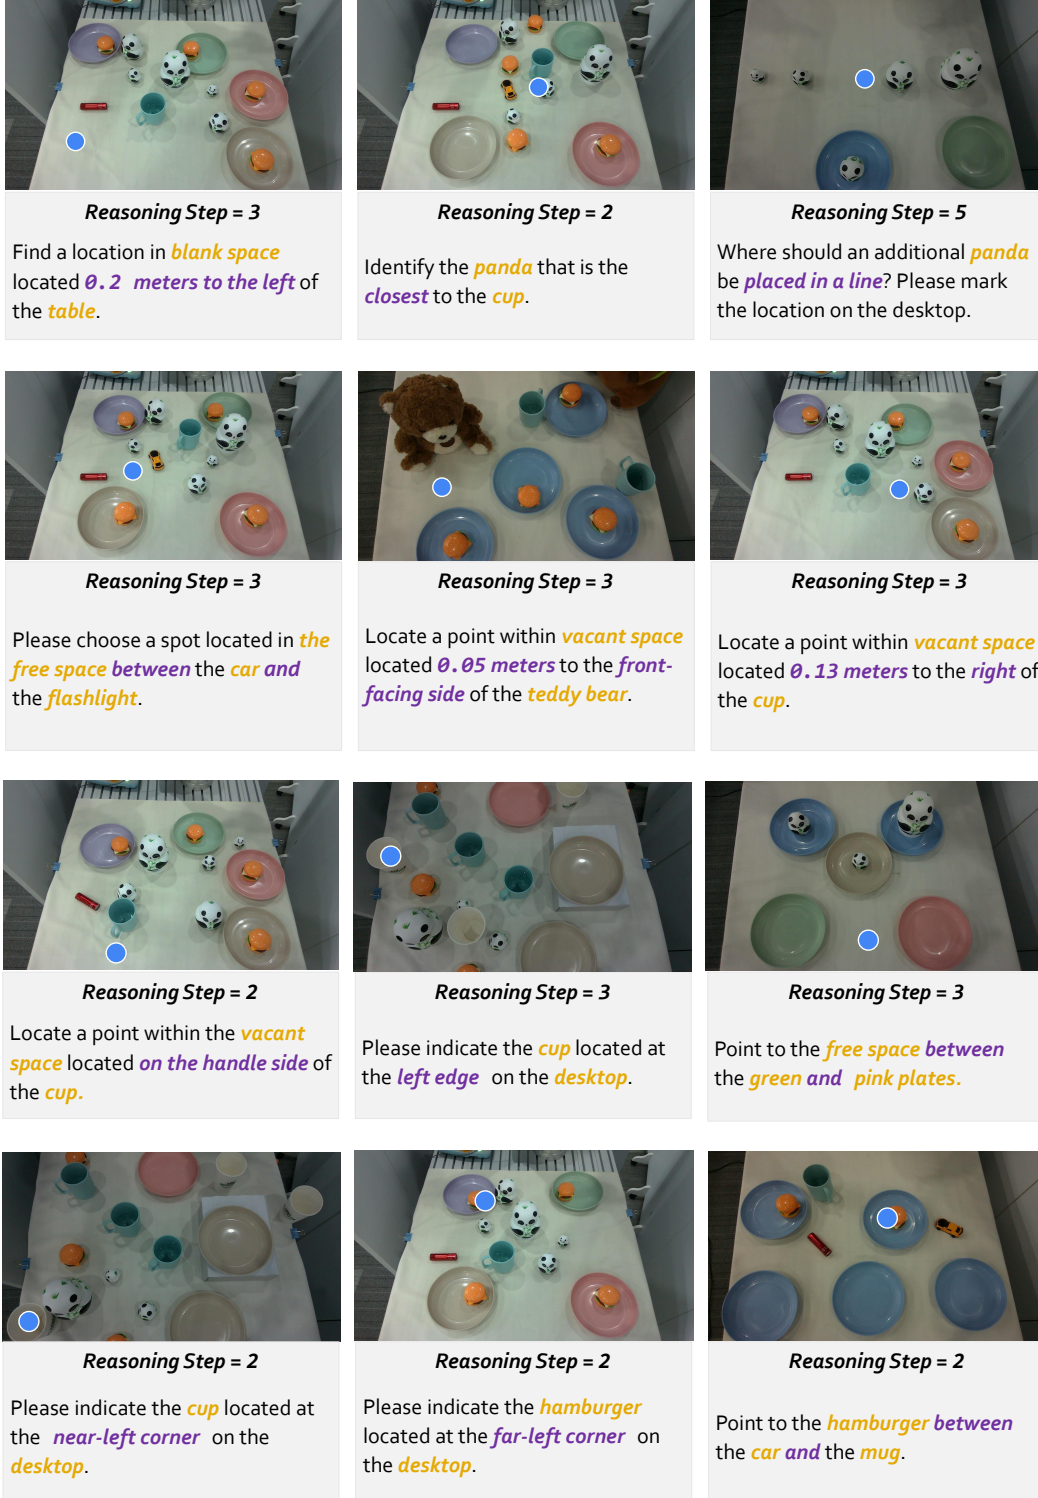 Reasoning Step = 3
Find a location in blank space
located 0.2 meters to the left of
the table.
Reasoning Step = 2
Identify the panda that is the
closest to the cup.
Reasoning Step = 5
Where should an additional panda
be placed in a line? Please mark
the location on the desktop.
Reasoning Step = 3
Please choose a spot located in the
free space between the car and
the flashlight.
Reasoning Step = 3
Locate a point within vacant space
located 0.05 meters to the front-
facing side of the teddy bear.
Reasoning Step = 3
Locate a point within vacant space
located 0.13 meters to the right of
the cup.
Reasoning Step = 2
Locate a point within the vacant
space located on the handle side of
the cup.
Reasoning Step = 3
Please indicate the cup located at
the left edge on the desktop.
Reasoning Step = 3
Point to the free space between
the green and pink plates.
Reasoning Step = 2
Please indicate the cup located at
the near-left corner on the
desktop.
Reasoning Step = 2
Please indicate the hamburger
located at the far-left corner on
the desktop.
Reasoning Step = 2
Point to the hamburger between
the car and the mug.